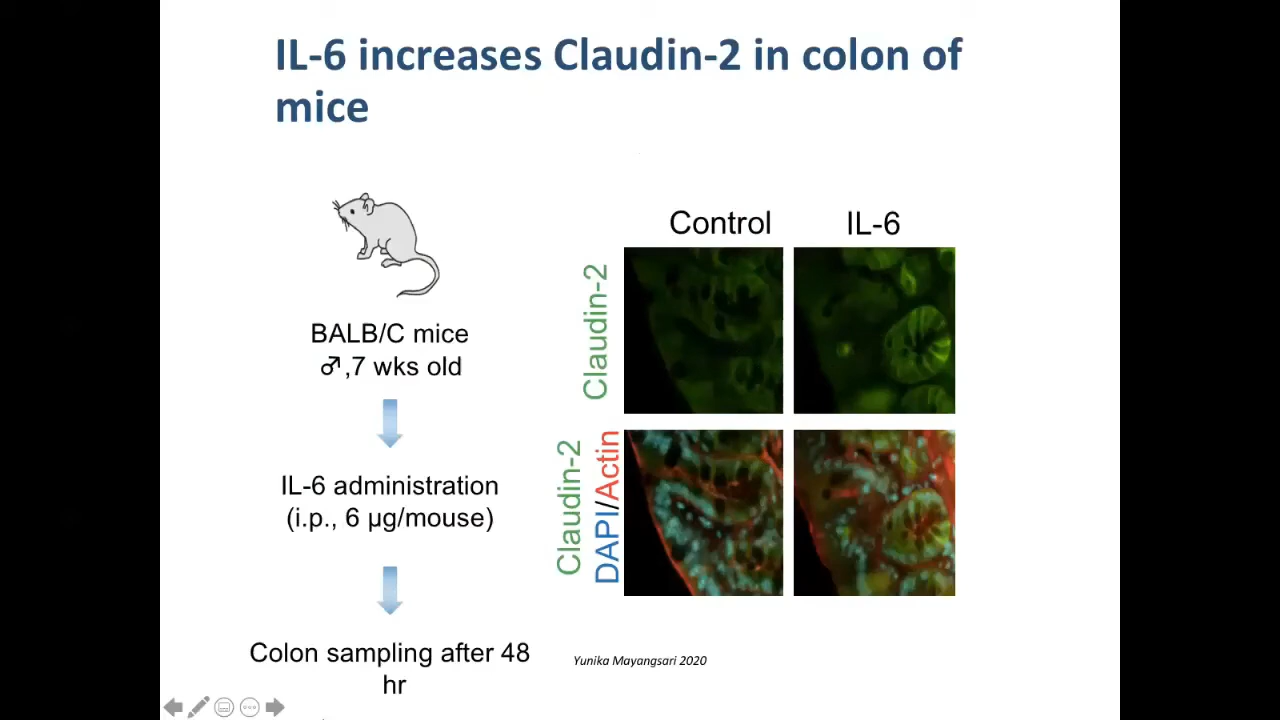 IL-6 increases Claudin-2 in colon of
mice
BALB/C mice
♂,7 wks old
IL-6 administration
(i.p., 6 µg/mouse)
Colon sampling after 48
hr
Control
IL-6
Claudin-2
Claudin-2
DAPI/Actin
Yunika Mayangsari 2020